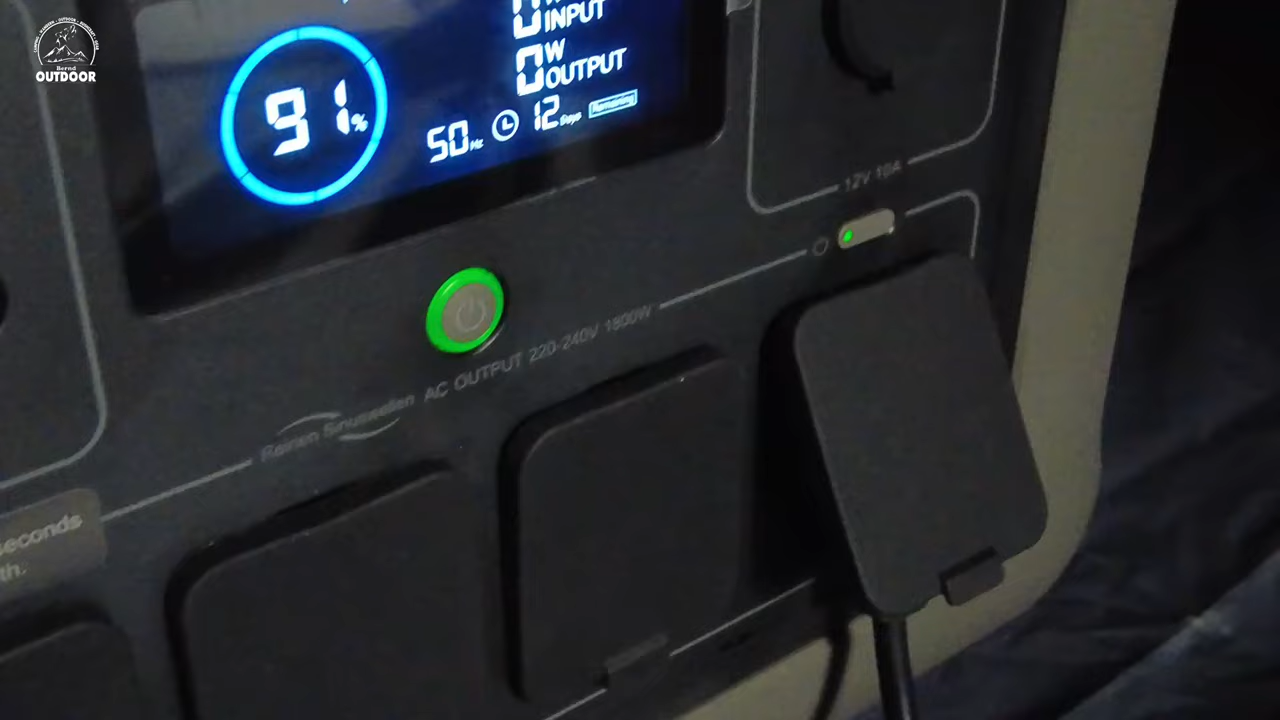 Bernd
OUTDOOR
INPUT
0W
OUTPUT
91%
50Hz
12Days
Remaining
12V 10A
Reinen Sinuswellen AC OUTPUT 220-240V 1800W
seconds
th.